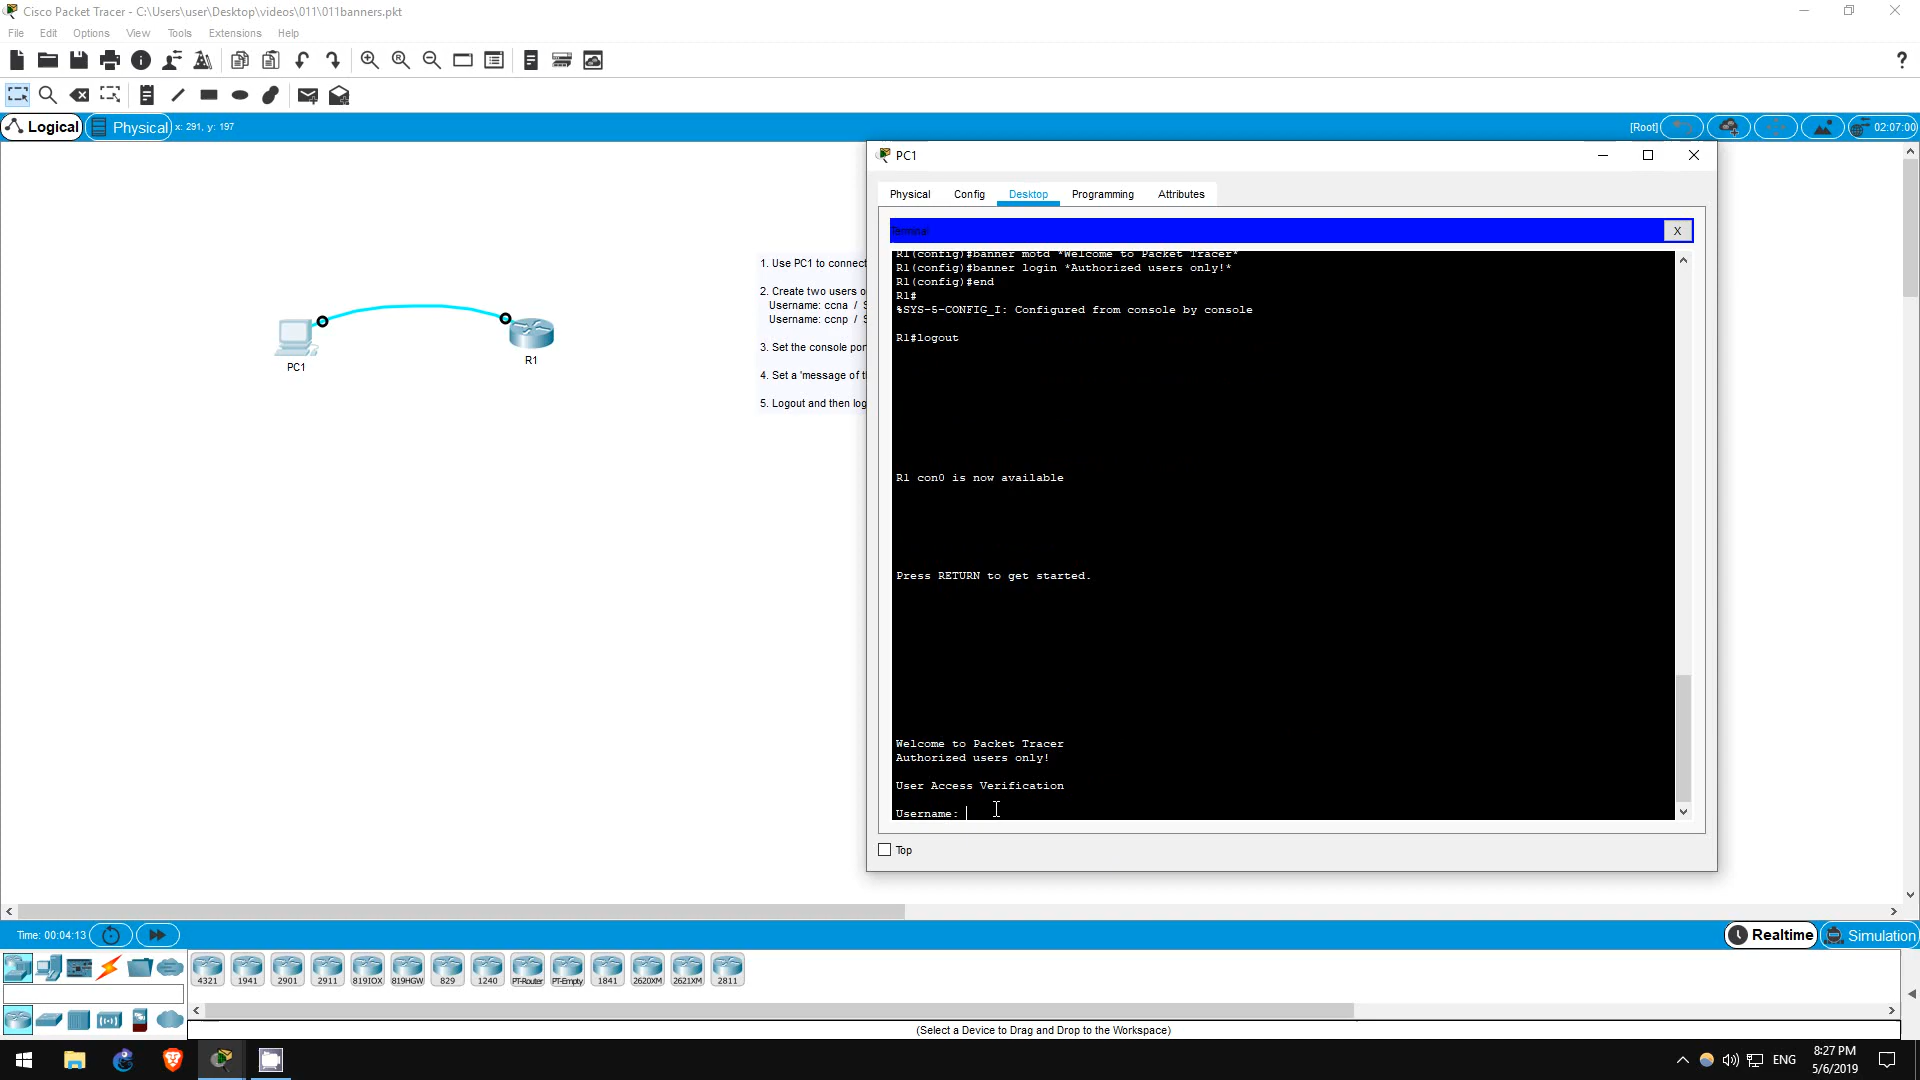 Cisco Packet Tracer - C:\Users\user\Desktop\videos\011\011banners.pkt
File Edit Options View Tools Extensions Help
Logical Physical x: 291, y: 197
[Root] 02:07:00
PC1
Physical Config Desktop Programming Attributes
Terminal X
R1(config)#banner motd *Welcome to Packet Tracer*
R1(config)#banner login *Authorized users only!*
R1(config)#end
R1#
%SYS-5-CONFIG_I: Configured from console by console
R1#logout
R1 con0 is now available
Press RETURN to get started.
Welcome to Packet Tracer
Authorized users only!
User Access Verification
Username:
Top
PC1
R1
1. Use PC1 to connect
2. Create two users o
Username: ccna / S
Username: ccnp / S
3. Set the console por
4. Set a 'message of t
5. Logout and then log
Time: 00:04:13
Realtime Simulation
4321 1941 2901 2911 819IOX 819HGW 829 1240 PT-Router PT-Empty 1841 2620XM 2621XM 2811
(Select a Device to Drag and Drop to the Workspace)
ENG
8:27 PM
5/6/2019